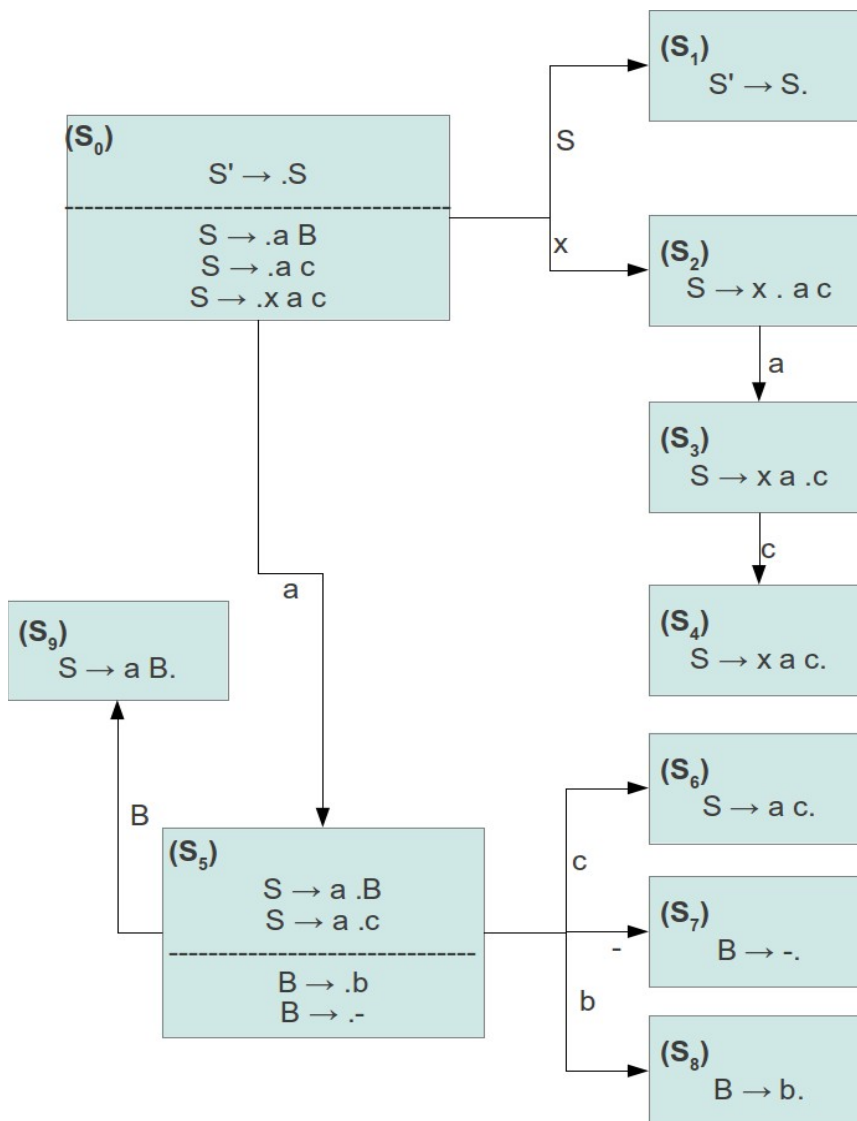 (S₀)
S' → .S
S → .a B
S → .a c
S → .x a c
S
x
(S₁)
S' → S.
(S₂)
S → x . a c
a
(S₃)
S → x a .c
c
(S₄)
S → x a c.
a
(S₉)
S → a B.
B
(S₅)
S → a .B
S → a .c
B → .b
B → .-
c
-
b
(S₆)
S → a c.
(S₇)
B → -.
(S₈)
B → b.